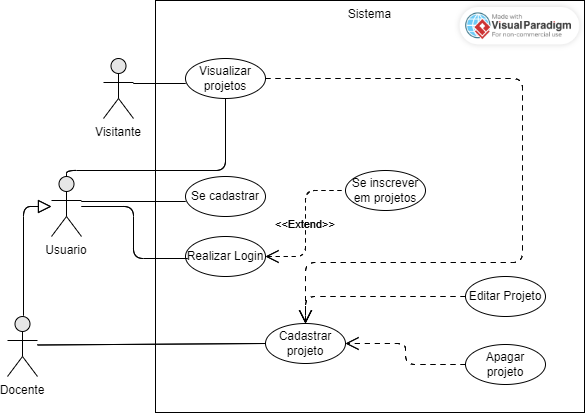 Sistema
Made with
Visual Paradigm
For non-commercial use
Visualizar
projetos
Visitante
Se cadastrar
Se inscrever
em projetos
<<Extend>>
Usuario
Realizar Login
Editar Projeto
Cadastrar
projeto
Apagar
projeto
Docente